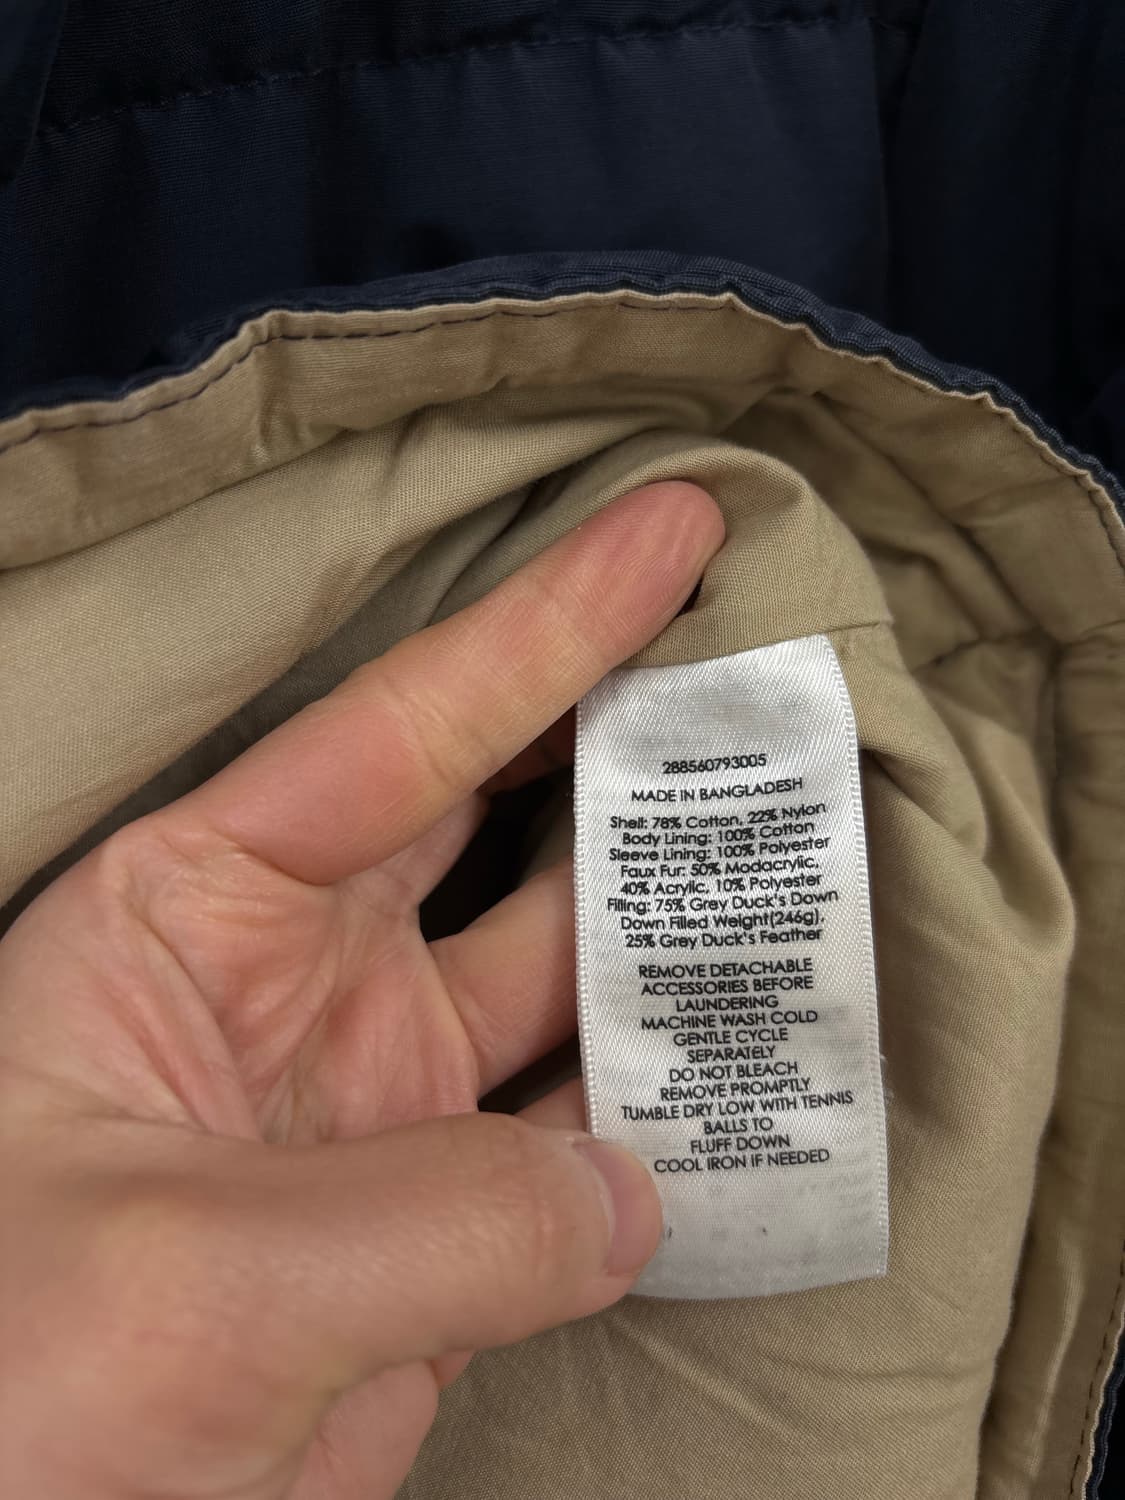 288560793005
MADE IN BANGLADESH
Shell: 78% Cotton, 22% Nylon
Body Lining: 100% Cotton
Sleeve Lining: 100% Polyester
Faux Fur: 50% Modacrylic,
40% Acrylic, 10% Polyester
Filling: 75% Grey Duck's Down
Down Filled Weight(246g),
25% Grey Duck's Feather
REMOVE DETACHABLE
ACCESSORIES BEFORE
LAUNDERING
MACHINE WASH COLD
GENTLE CYCLE
SEPARATELY
DO NOT BLEACH
REMOVE PROMPTLY
TUMBLE DRY LOW WITH TENNIS
BALLS TO
FLUFF DOWN
COOL IRON IF NEEDED